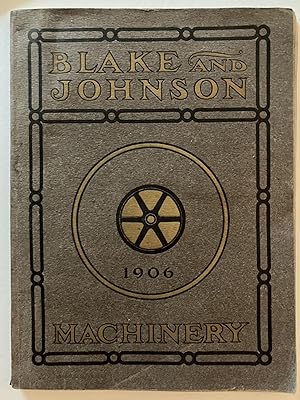 BLAKE AND
JOHNSON
1906
MACHINERY